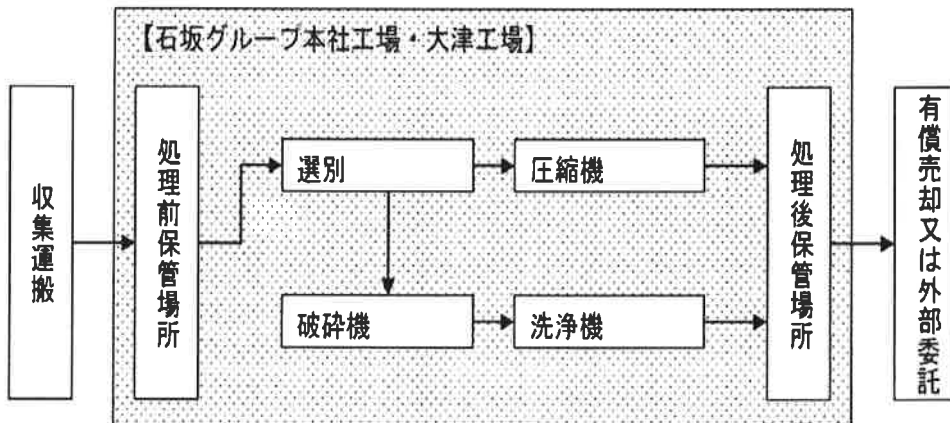 【石坂グループ本社工場・大津工場】
収集運搬
処理前保管場所
選別
圧縮機
破砕機
洗浄機
処理後保管場所
有償売却又は外部委託